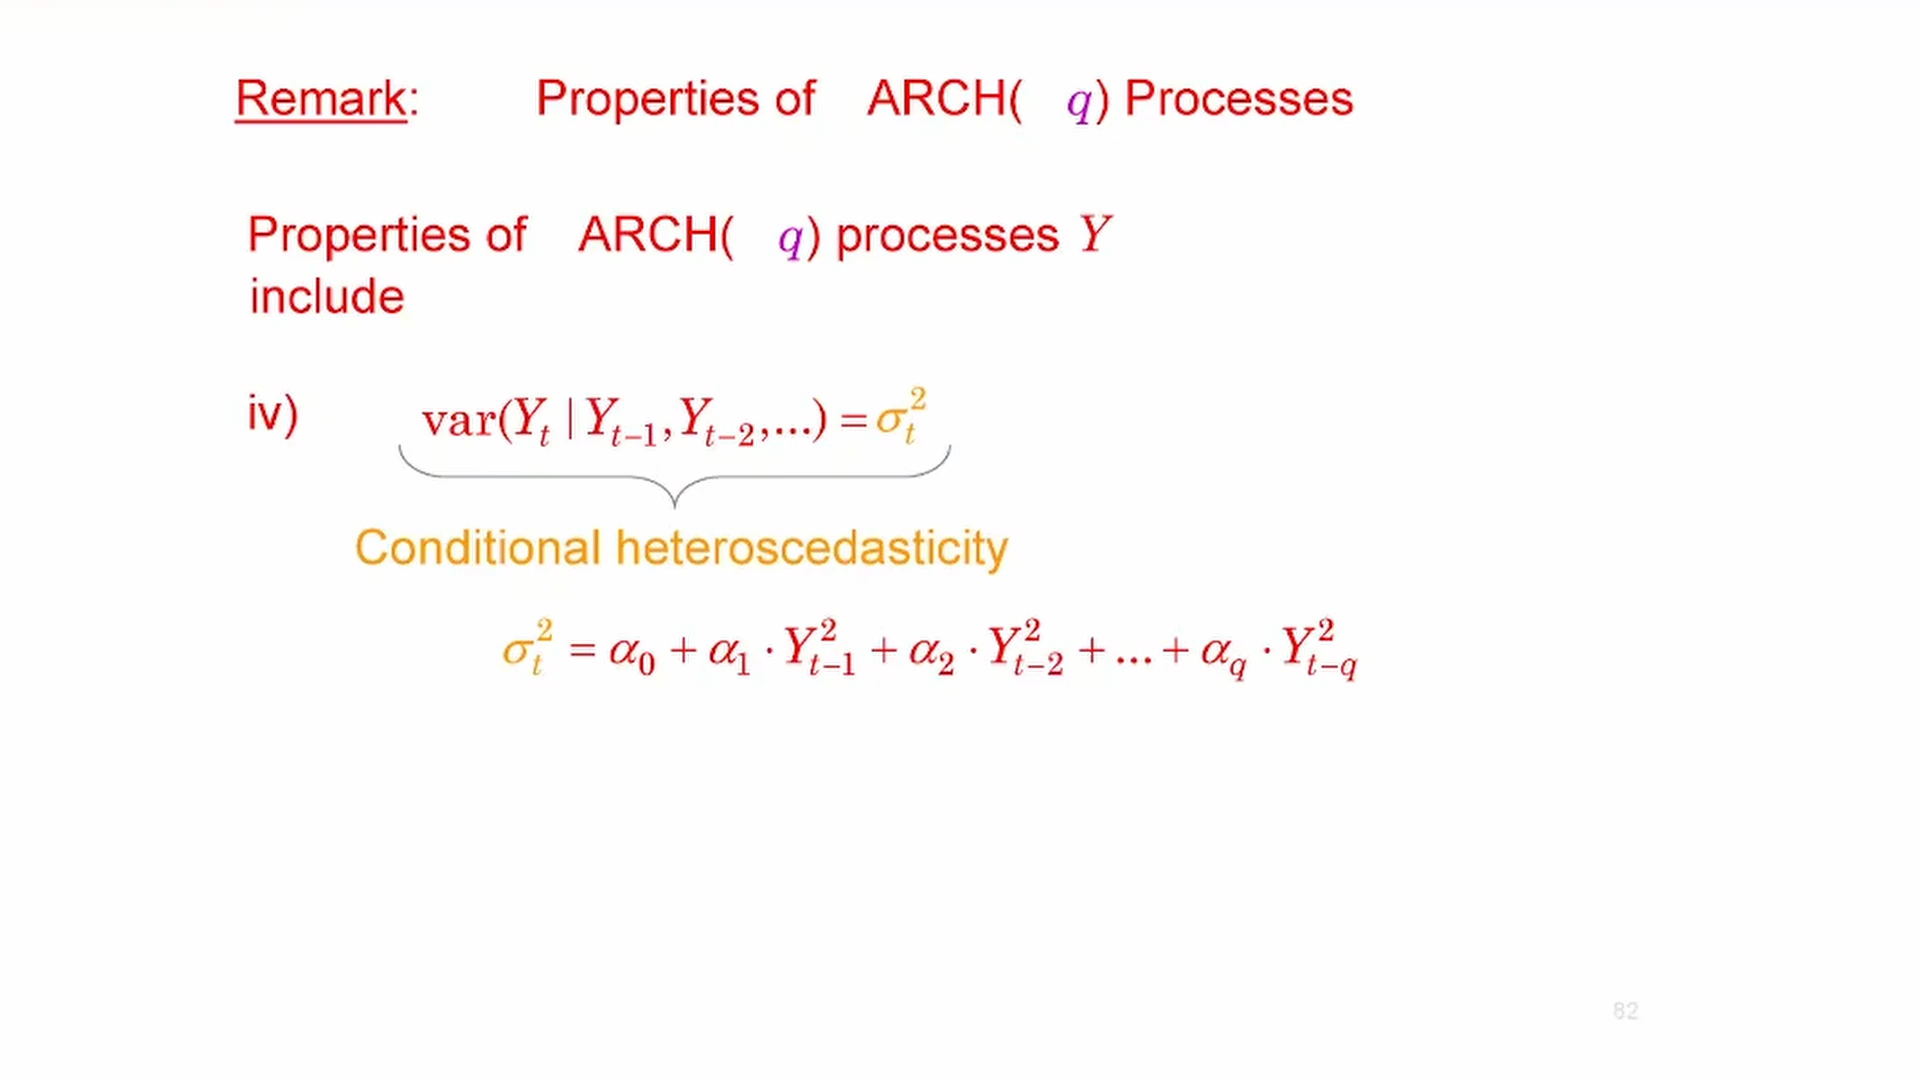 Remark: Properties of ARCH( q) Processes
Properties of ARCH( q) processes Y
include
iv) var(Y_t | Y_{t−1}, Y_{t−2},...) = σ_t^2
Conditional heteroscedasticity
σ_t^2 = α_0 + α_1 · Y_{t−1}^2 + α_2 · Y_{t−2}^2 + ... + α_q · Y_{t−q}^2
82